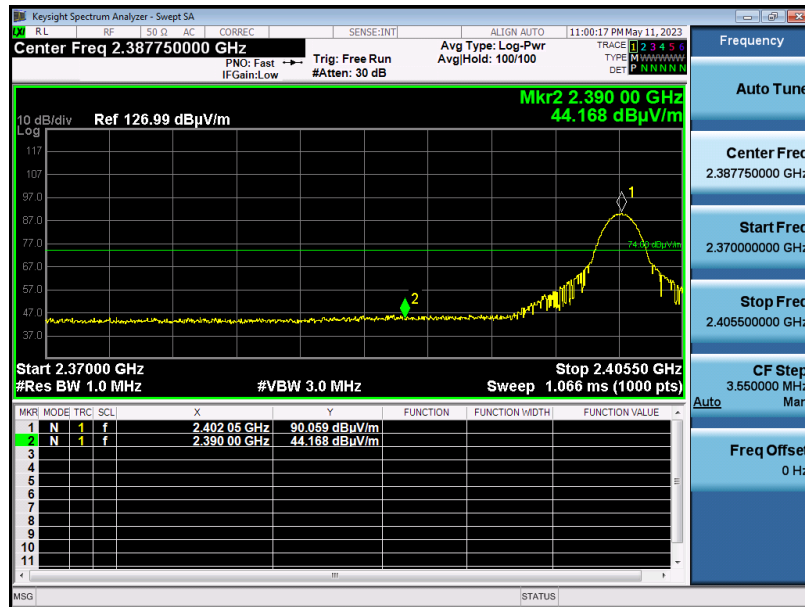 Keysight Spectrum Analyzer - Swept SA
LXI RL RF 50 Ω AC CORREC SENSE:INT ALIGN AUTO 11:00:17 PM May 11, 2023
Center Freq 2.387750000 GHz
PNO: Fast
IFGain:Low
Trig: Free Run
#Atten: 30 dB
Avg Type: Log-Pwr
Avg|Hold: 100/100
TRACE 1 2 3 4 5 6
TYPE M WWWWW
DET P N N N N N
Mkr2 2.390 00 GHz
44.168 dBµV/m
10 dB/div Ref 126.99 dBµV/m
Log
117
107
97.0
87.0
77.0
67.0
57.0
47.0
37.0
1
74.00 dBµV/m
2
Start 2.37000 GHz Stop 2.40550 GHz
#Res BW 1.0 MHz #VBW 3.0 MHz Sweep 1.066 ms (1000 pts)
MKR MODE TRC SCL X Y FUNCTION FUNCTION WIDTH FUNCTION VALUE
1 N 1 f 2.402 05 GHz 90.059 dBµV/m
2 N 1 f 2.390 00 GHz 44.168 dBµV/m
3
4
5
6
7
8
9
10
11
MSG STATUS
Frequency
Auto Tune
Center Freq
2.387750000 GHz
Start Freq
2.370000000 GHz
Stop Freq
2.405500000 GHz
CF Step
3.550000 MHz
Auto Man
Freq Offset
0 Hz